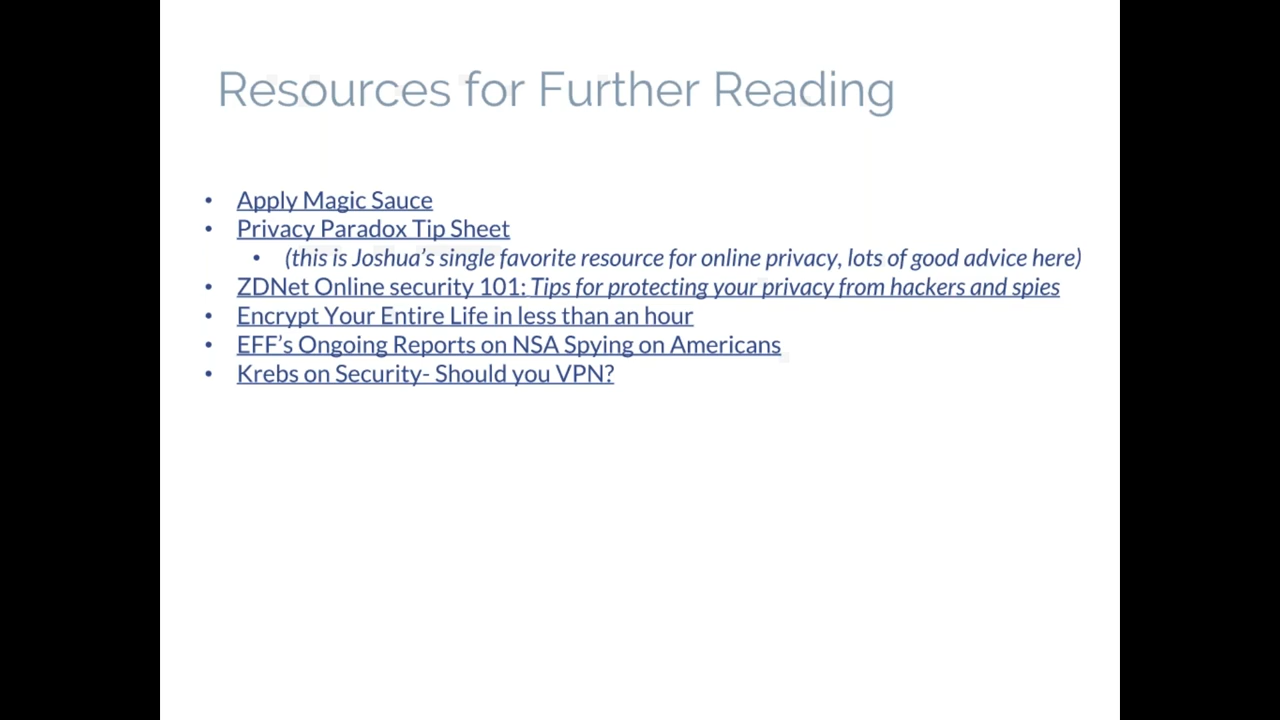 Resources for Further Reading
• Apply Magic Sauce
• Privacy Paradox Tip Sheet
• (this is Joshua's single favorite resource for online privacy, lots of good advice here)
• ZDNet Online security 101: Tips for protecting your privacy from hackers and spies
• Encrypt Your Entire Life in less than an hour
• EFF's Ongoing Reports on NSA Spying on Americans
• Krebs on Security- Should you VPN?